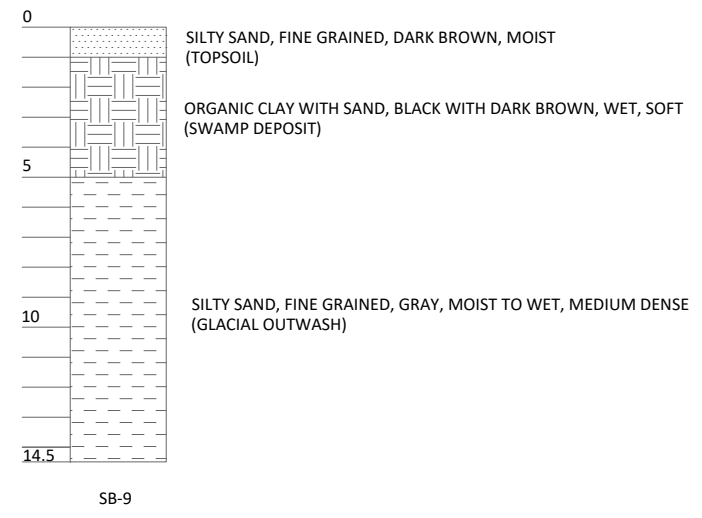 0
SILTY SAND, FINE GRAINED, DARK BROWN, MOIST
(TOPSOIL)
ORGANIC CLAY WITH SAND, BLACK WITH DARK BROWN, WET, SOFT
(SWAMP DEPOSIT)
5
SILTY SAND, FINE GRAINED, GRAY, MOIST TO WET, MEDIUM DENSE
(GLACIAL OUTWASH)
10
14.5
SB-9